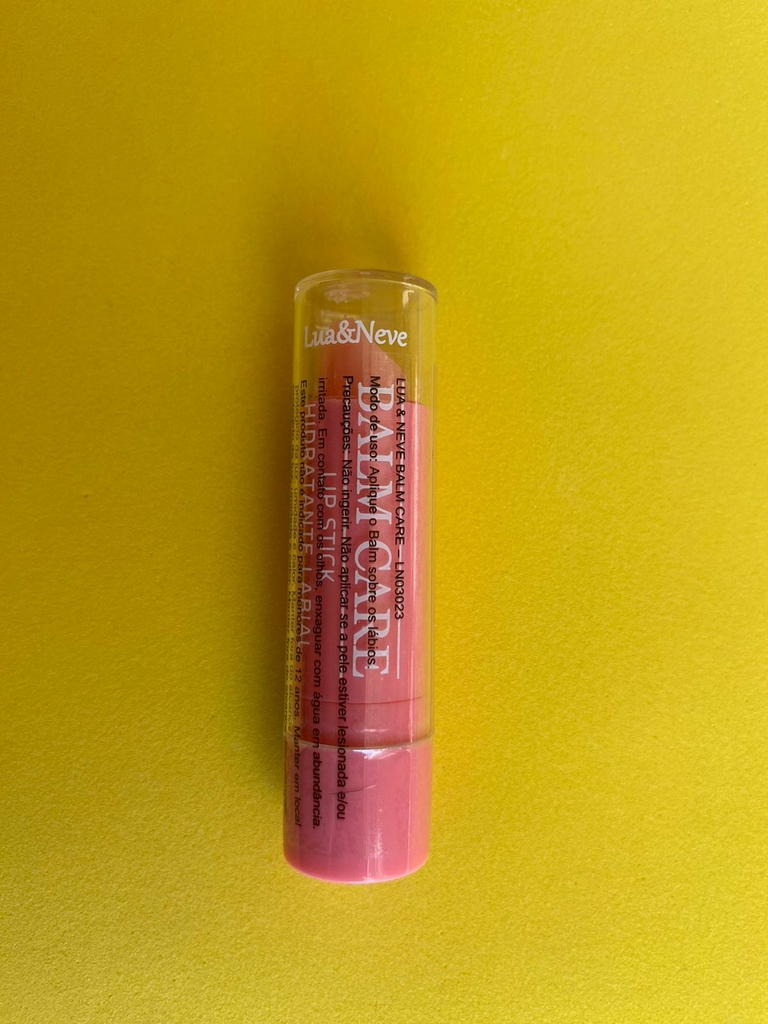 Lua&Neve
BALM CARE
LIP STICK
HIDRATANTE LABIAL
LUA & NEVE BALM CARE – LN03023
Modo de uso: Aplique o Balm sobre os lábios.
Precauções: Não ingerir. Não aplicar se a pele estiver lesionada e/ou
irritada. Em contato com os olhos, enxaguar com água em abundância.
Este produto não é indicado para menores de 12 anos. Manter em local